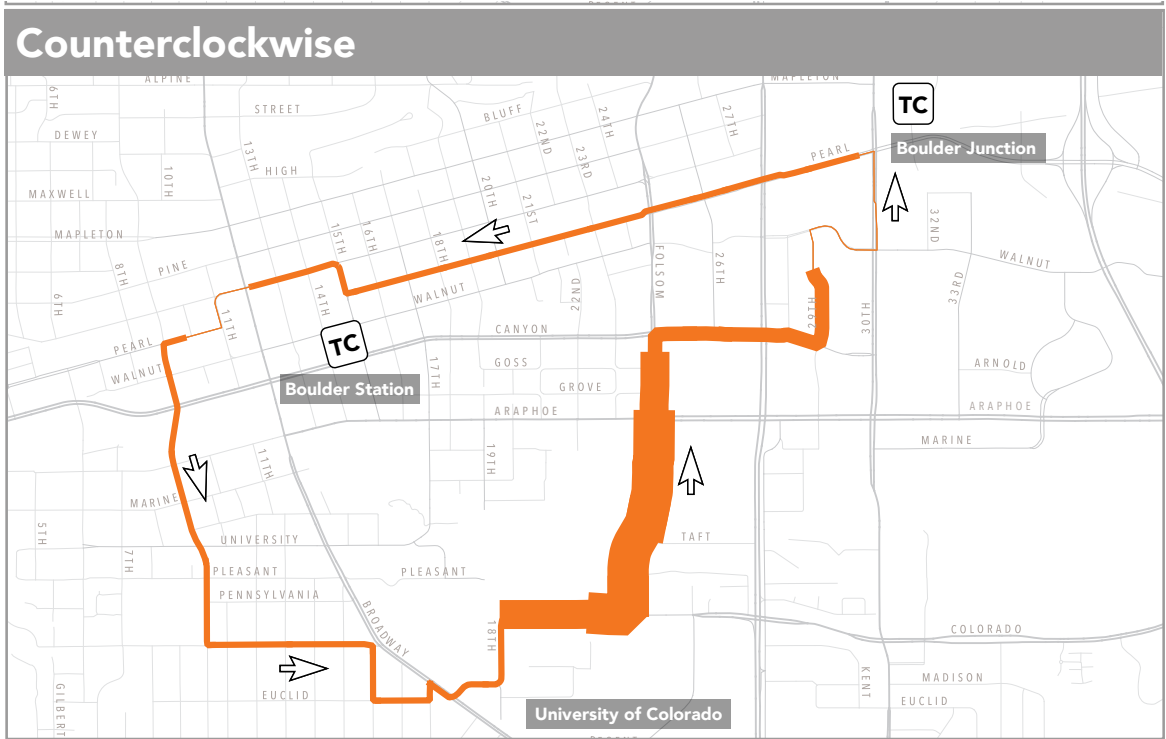 Counterclockwise
ALPINE
MAPLETON
6TH
STREET
BLUFF
24TH
27TH
TC
DEWEY
22ND
13TH
23RD
PEARL
Boulder Junction
HIGH
10TH
MAXWELL
20TH
21ST
32ND
MAPLETON
15TH
16TH
18TH
PINE
8TH
FOLSOM
26TH
WALNUT
33RD
6TH
14TH
WALNUT
22ND
11TH
29TH
30TH
CANYON
PEARL
TC
WALNUT
17TH
GOSS
ARNOLD
Boulder Station
GROVE
ARAPHOE
ARAPHOE
MARINE
11TH
19TH
MARINE
5TH
UNIVERSITY
TAFT
7TH
PLEASANT
PLEASANT
PENNSYLVANIA
BROADWAY
18TH
COLORADO
GILBERT
EUCLID
KENT
MADISON
EUCLID
University of Colorado